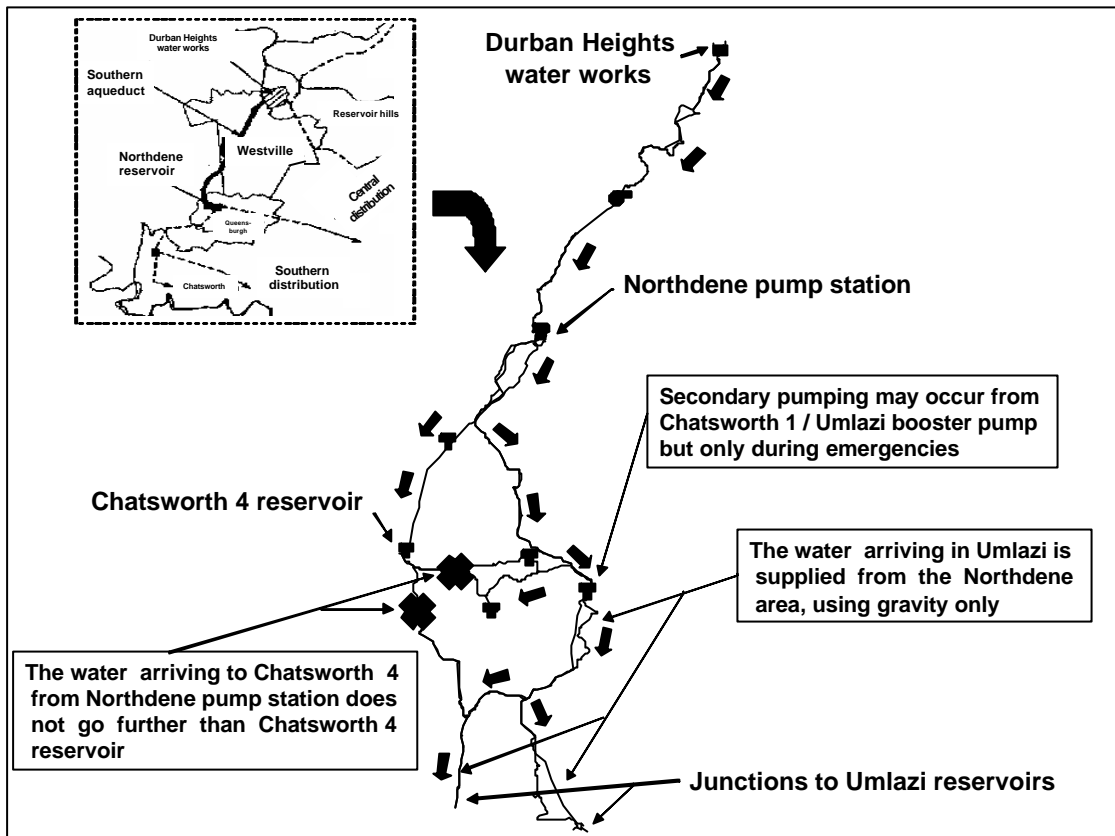 Durban Heights
water works
Southern
aqueduct
Reservoir hills
Westville
Northdene
reservoir
Central
distribution
Queens-
burgh
Southern
distribution
Chatsworth
Durban Heights
water works
Northdene pump station
Secondary pumping may occur from
Chatsworth 1 / Umlazi booster pump
but only during emergencies
Chatsworth 4 reservoir
The water arriving in Umlazi is
supplied from the Northdene
area, using gravity only
The water arriving to Chatsworth 4
from Northdene pump station does
not go further than Chatsworth 4
reservoir
Junctions to Umlazi reservoirs